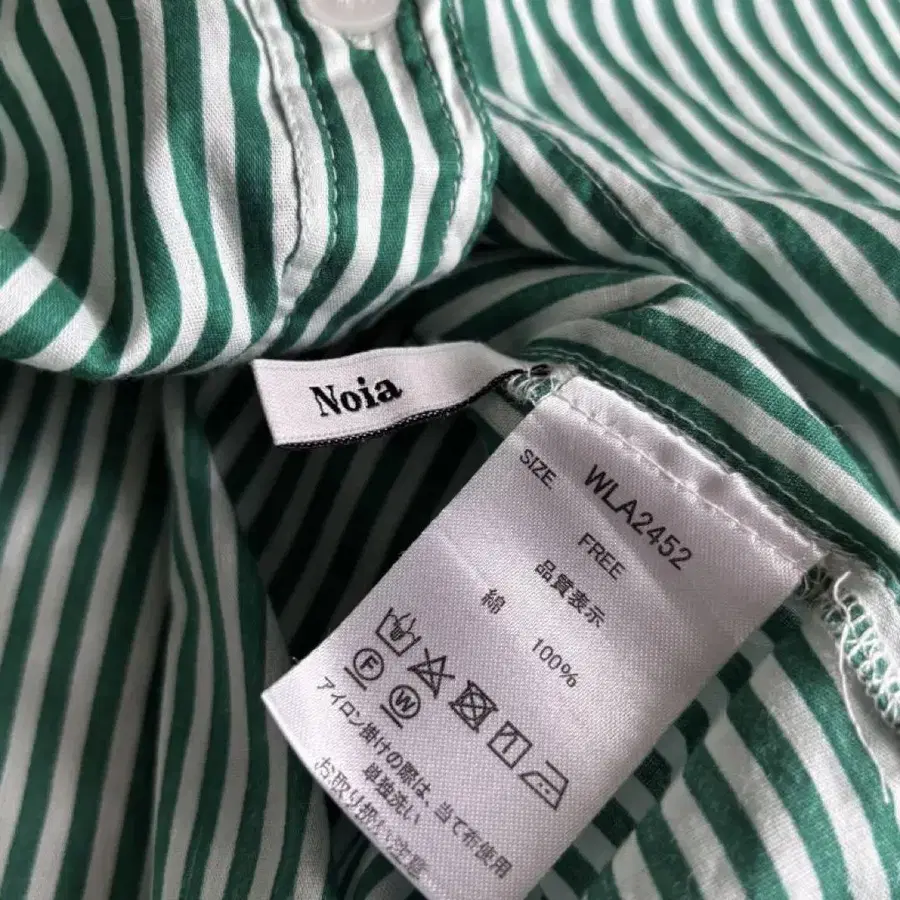 Noia
WLA2452
SIZE FREE
品質表示
綿 100%
F
W
アイロン掛けの際は、当て布使用
単独洗い
お取り扱い注意